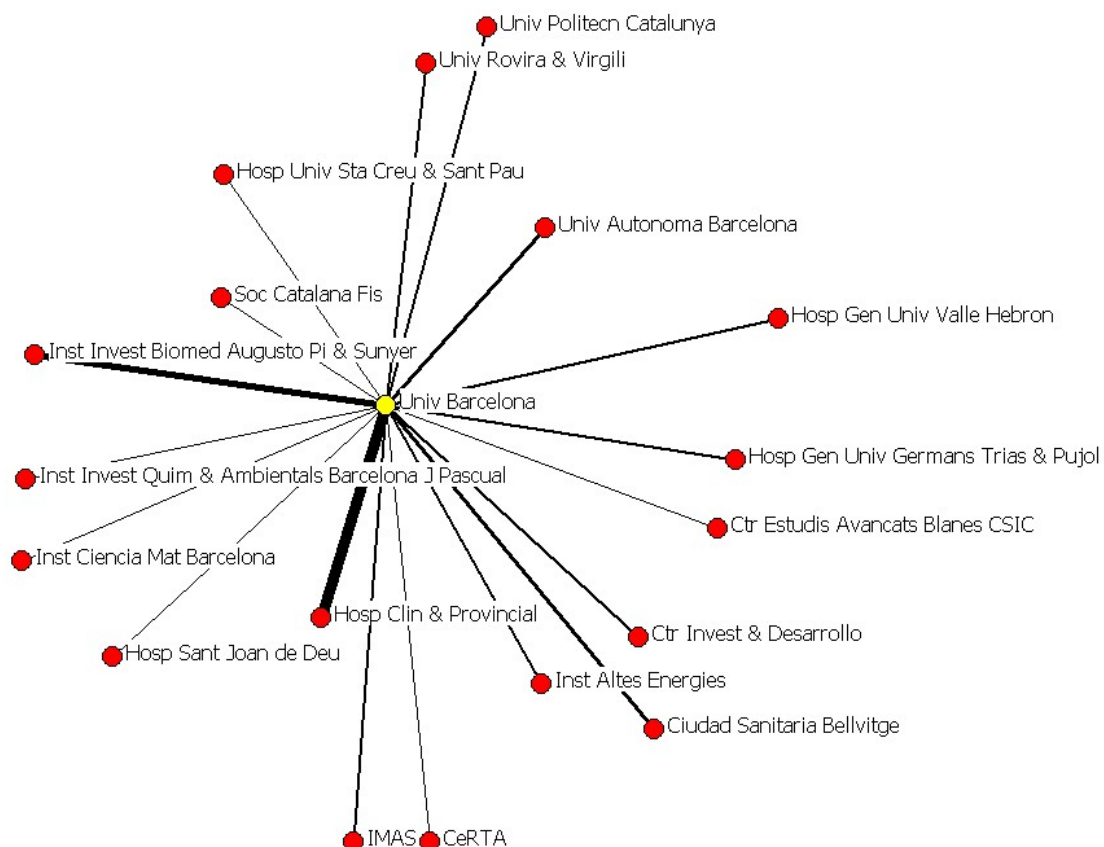 Univ Politecn Catalunya
Univ Rovira & Virgili
Hosp Univ Sta Creu & Sant Pau
Univ Autonoma Barcelona
Soc Catalana Fis
Hosp Gen Univ Valle Hebron
Inst Invest Biomed Augusto Pi & Sunyer
Univ Barcelona
Hosp Gen Univ Germans Trias & Pujol
Inst Invest Quim & Ambientals Barcelona J Pascual
Ctr Estudis Avancats Blanes CSIC
Inst Ciencia Mat Barcelona
Hosp Clin & Provincial
Ctr Invest & Desarrollo
Hosp Sant Joan de Deu
Inst Altes Energies
Ciudad Sanitaria Bellvitge
IMAS
CeRTA